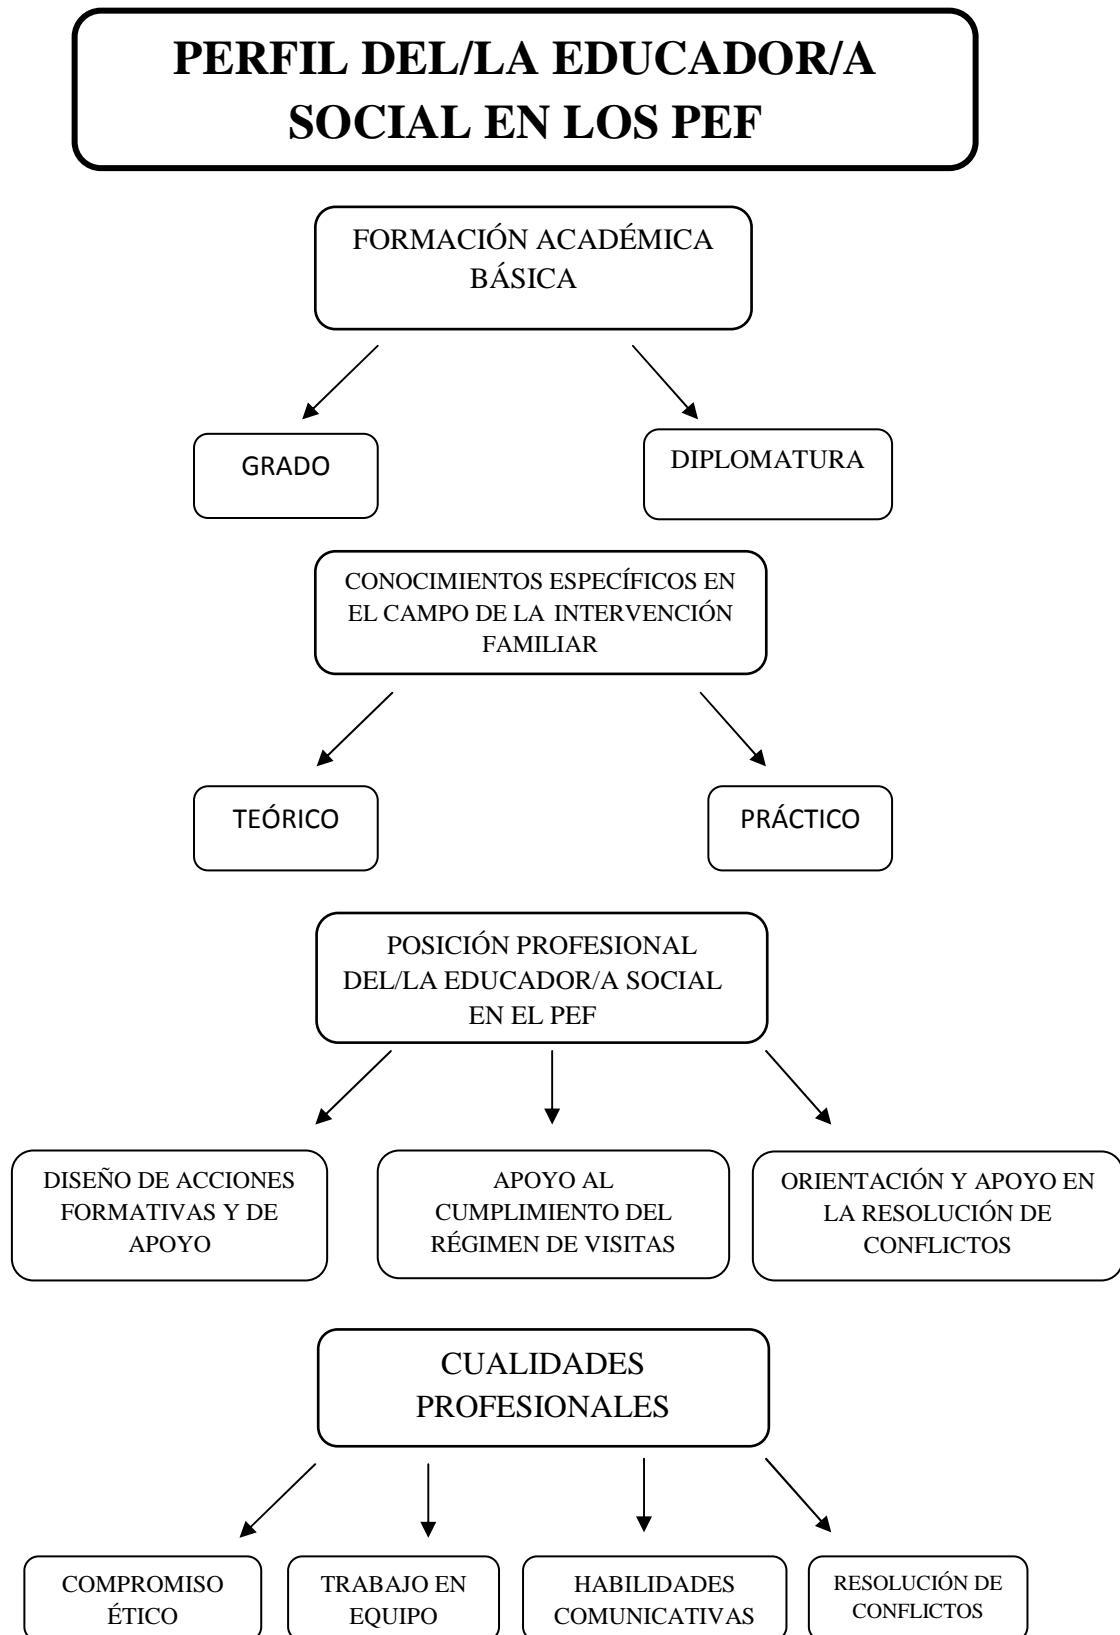 PERFIL DEL/LA EDUCADOR/A
SOCIAL EN LOS PEF
FORMACIÓN ACADÉMICA
BÁSICA
GRADO
DIPLOMATURA
CONOCIMIENTOS ESPECÍFICOS EN
EL CAMPO DE LA INTERVENCIÓN
FAMILIAR
TEÓRICO
PRÁCTICO
POSICIÓN PROFESIONAL
DEL/LA EDUCADOR/A SOCIAL
EN EL PEF
DISEÑO DE ACCIONES
FORMATIVAS Y DE
APOYO
APOYO AL
CUMPLIMIENTO DEL
RÉGIMEN DE VISITAS
ORIENTACIÓN Y APOYO EN
LA RESOLUCIÓN DE
CONFLICTOS
CUALIDADES
PROFESIONALES
COMPROMISO
ÉTICO
TRABAJO EN
EQUIPO
HABILIDADES
COMUNICATIVAS
RESOLUCIÓN DE
CONFLICTOS